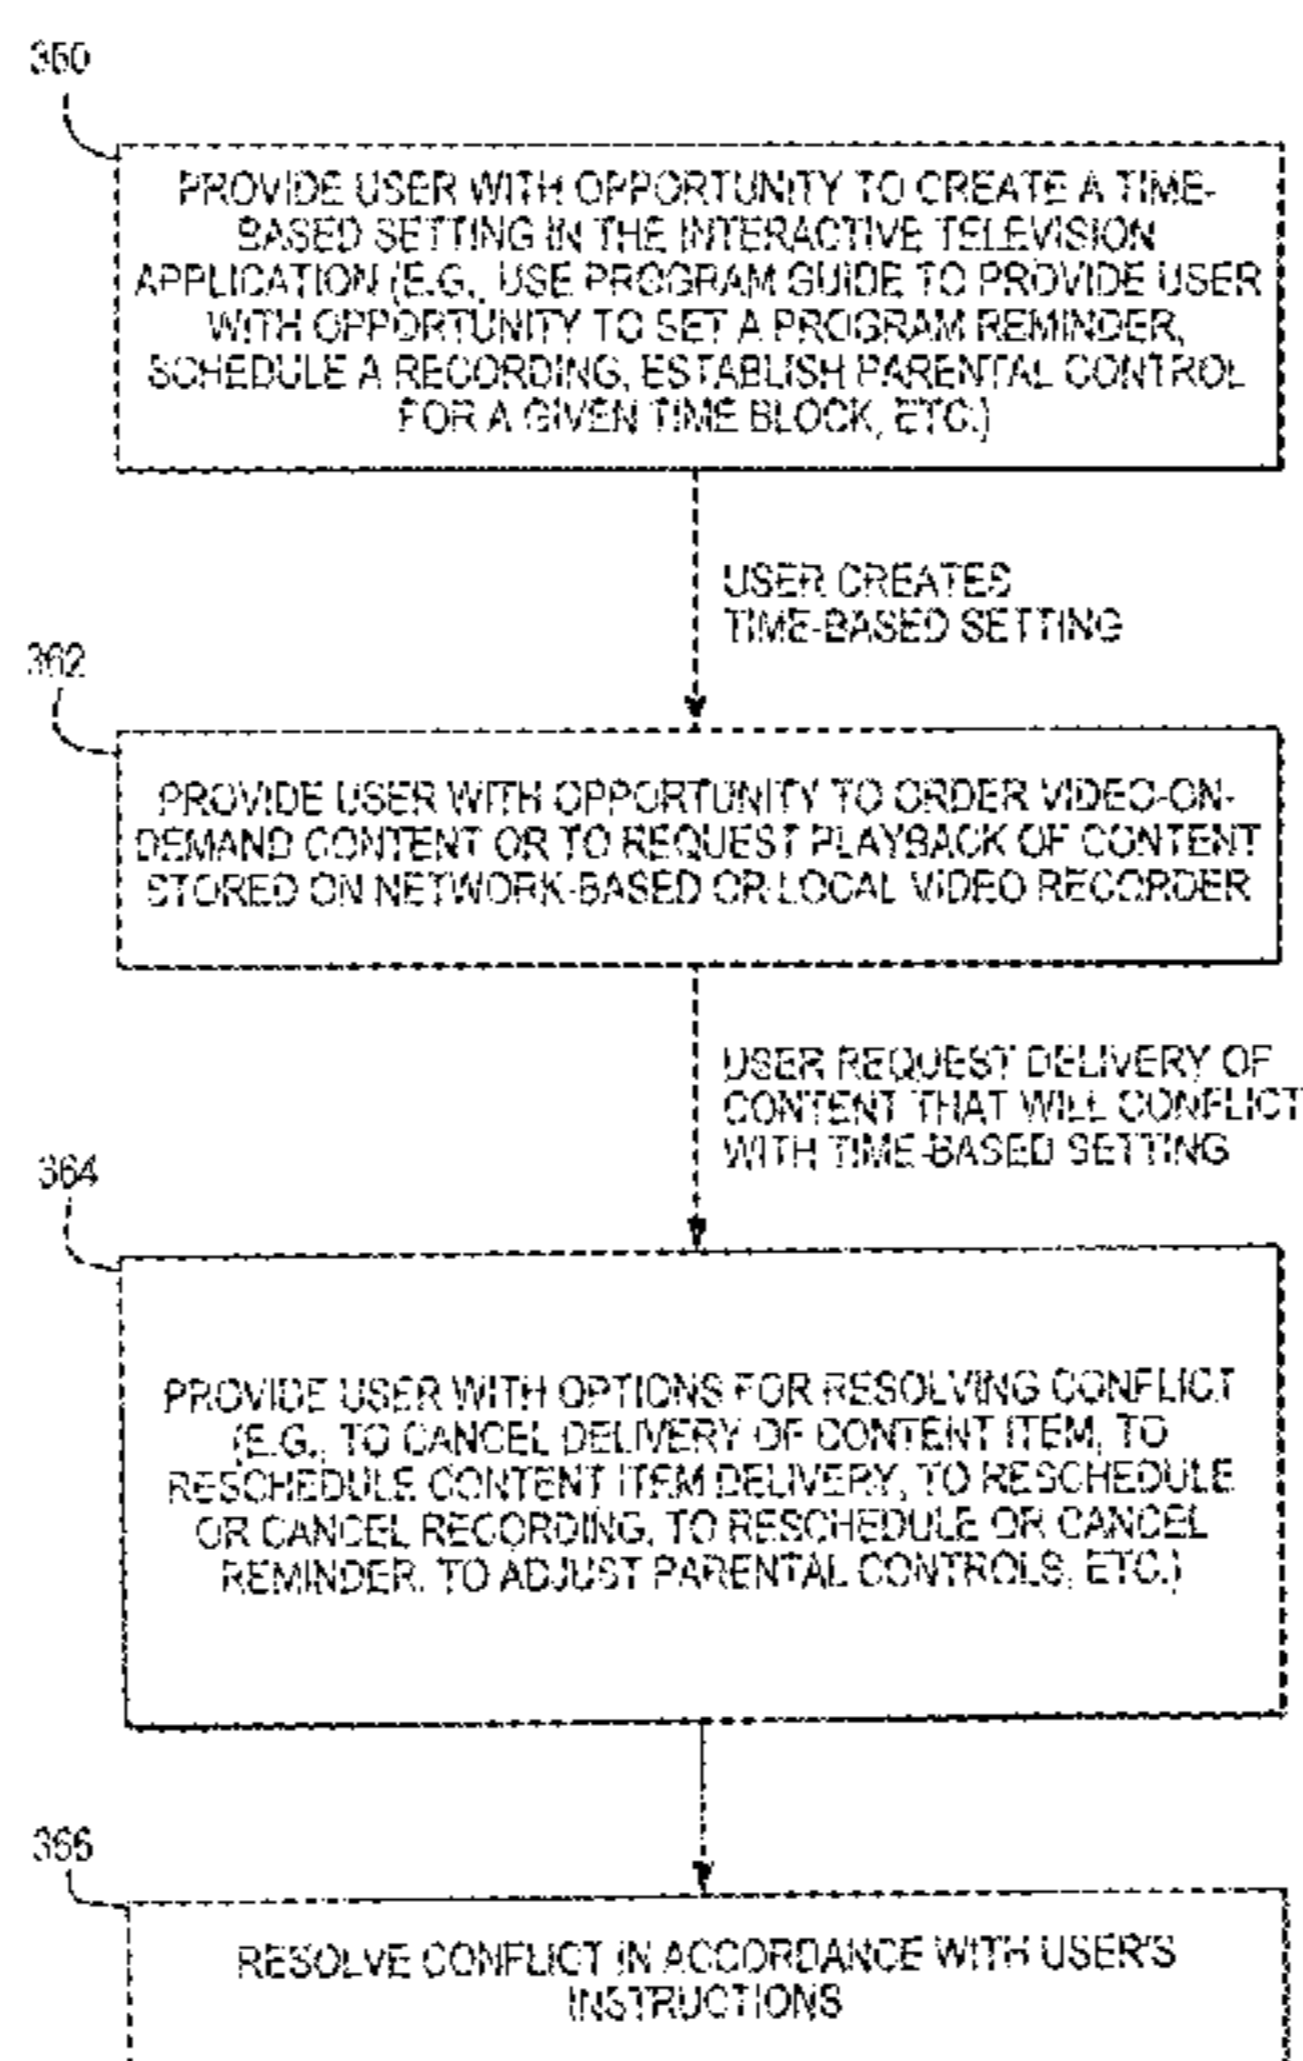 360
PROVIDE USER WITH OPPORTUNITY TO CREATE A TIME-
BASED SETTING IN THE INTERACTIVE TELEVISION
APPLICATION (E.G., USE PROGRAM GUIDE TO PROVIDE USER
WITH OPPORTUNITY TO SET A PROGRAM REMINDER,
SCHEDULE A RECORDING, ESTABLISH PARENTAL CONTROL
FOR A GIVEN TIME BLOCK, ETC.)
USER CREATES
TIME-BASED SETTING
362
PROVIDE USER WITH OPPORTUNITY TO ORDER VIDEO-ON-
DEMAND CONTENT OR TO REQUEST PLAYBACK OF CONTENT
STORED ON NETWORK-BASED OR LOCAL VIDEO RECORDER
USER REQUEST DELIVERY OF
CONTENT THAT WILL CONFLICT
WITH TIME-BASED SETTING
364
PROVIDE USER WITH OPTIONS FOR RESOLVING CONFLICT
(E.G., TO CANCEL DELIVERY OF CONTENT ITEM, TO
RESCHEDULE CONTENT ITEM DELIVERY, TO RESCHEDULE
OR CANCEL RECORDING, TO RESCHEDULE OR CANCEL
REMINDER, TO ADJUST PARENTAL CONTROLS, ETC.)
366
RESOLVE CONFLICT IN ACCORDANCE WITH USER'S
INSTRUCTIONS